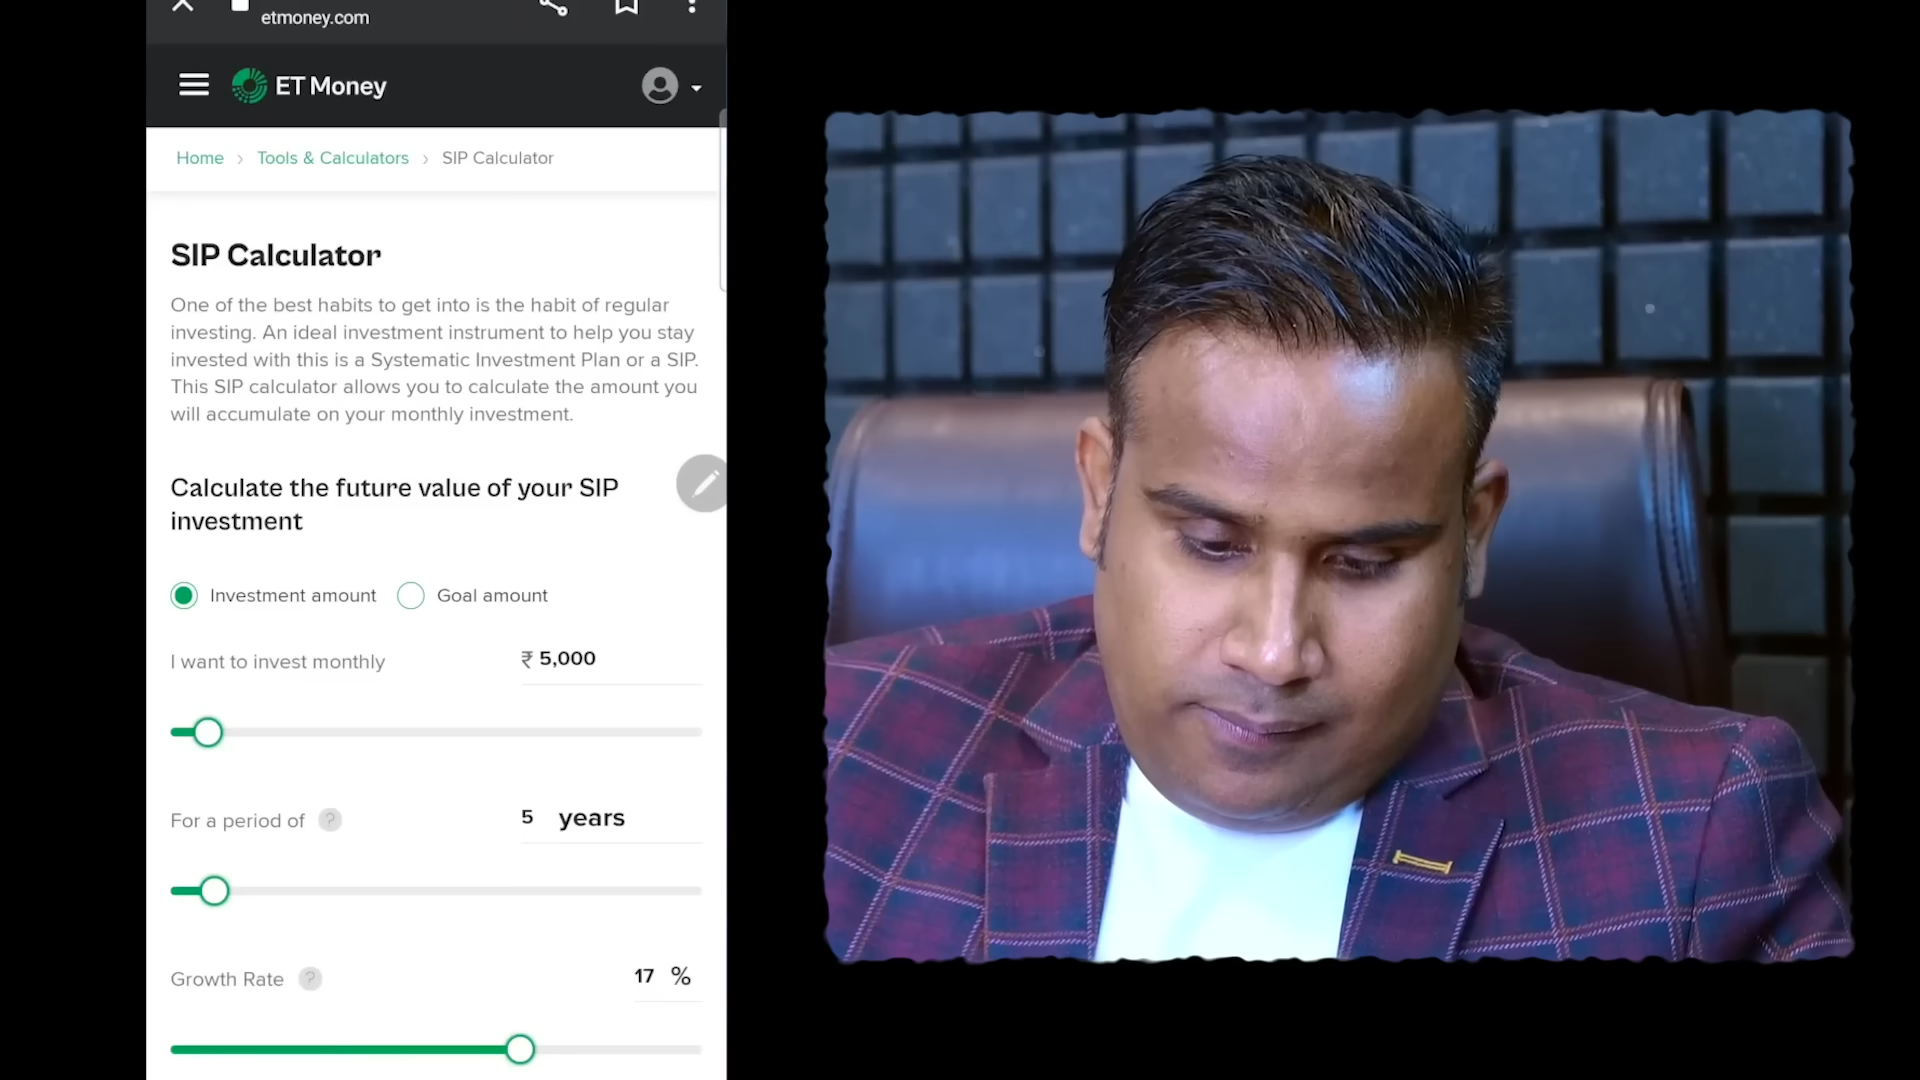 etmoney.com
ET Money
Home › Tools & Calculators › SIP Calculator
SIP Calculator
One of the best habits to get into is the habit of regular
investing. An ideal investment instrument to help you stay
invested with this is a Systematic Investment Plan or a SIP.
This SIP calculator allows you to calculate the amount you
will accumulate on your monthly investment.
Calculate the future value of your SIP
investment
Investment amount Goal amount
I want to invest monthly ₹ 5,000
For a period of ? 5 years
Growth Rate ? 17 %